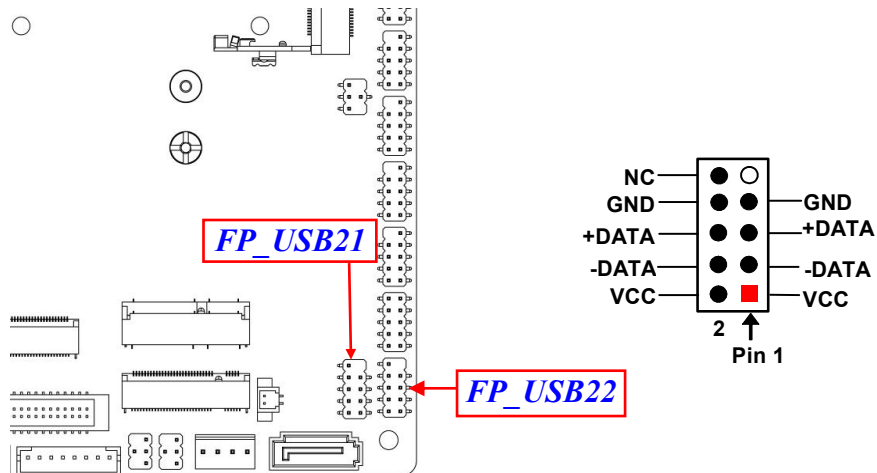 FP_USB21
FP_USB22
NC
GND GND
+DATA +DATA
-DATA -DATA
VCC VCC
2
Pin 1